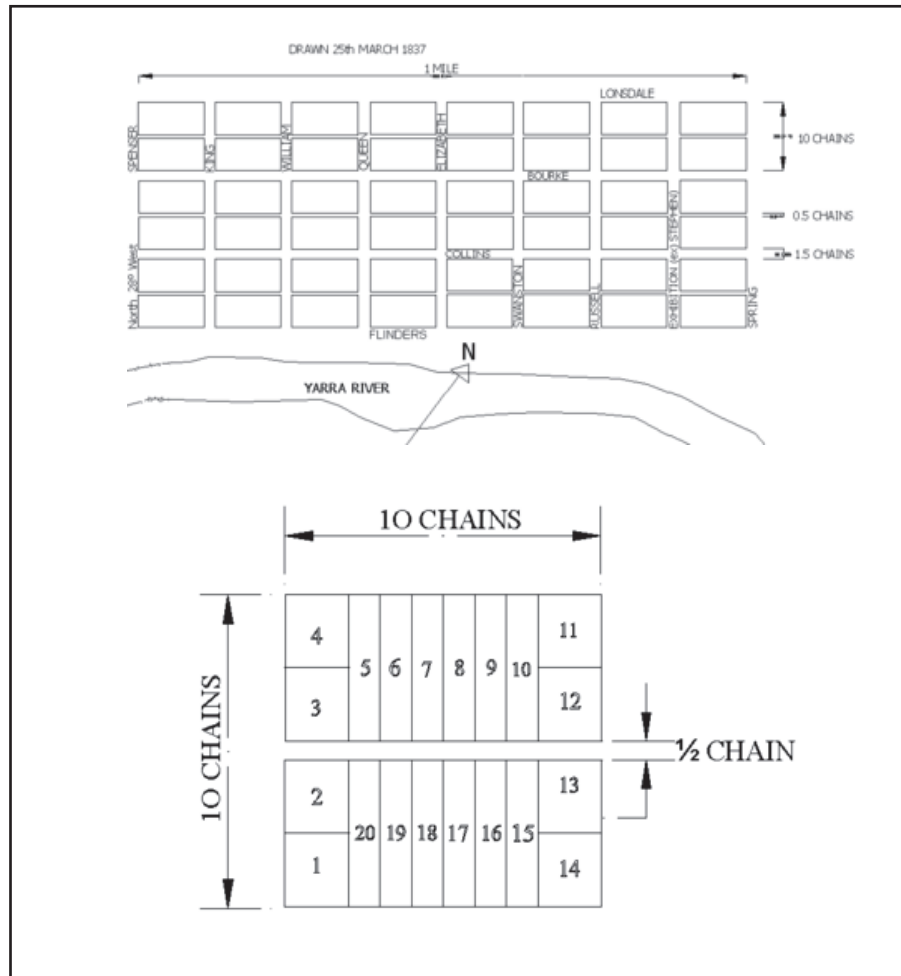 DRAWN 25th MARCH 1837
1 MILE
LONSDALE
SPENSER
KING
WILLIAM
QUEEN
ELIZABETH
10 CHAINS
BOURKE
0.5 CHAINS
COLLINS
1.5 CHAINS
North 28º West
SWANSTON
RUSSELL
EXHIBITION (ex) STEPHEN)
SPRING
FLINDERS
N
YARRA RIVER
10 CHAINS
10 CHAINS
4
11
5 6 7 8 9 10
3
12
½ CHAIN
2
13
20 19 18 17 16 15
1
14